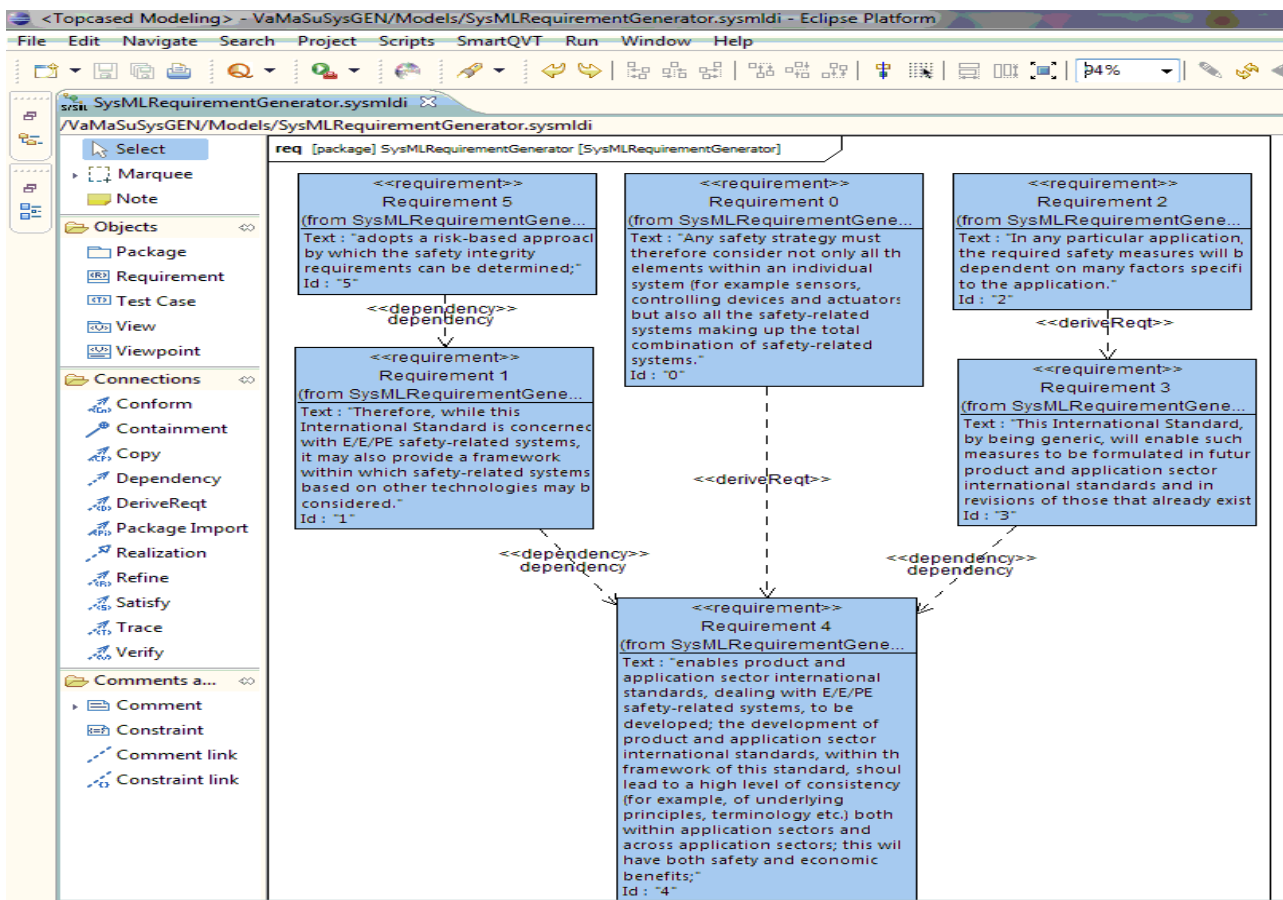 <Topcased Modeling> - VaMaSuSysGEN/Models/SysMLRequirementGenerator.sysmldi - Eclipse Platform
File Edit Navigate Search Project Scripts SmartQVT Run Window Help
94%
SysMLRequirementGenerator.sysmldi
/VaMaSuSysGEN/Models/SysMLRequirementGenerator.sysmldi
Select
Marquee
Note
Objects
Package
Requirement
Test Case
View
Viewpoint
Connections
Conform
Containment
Copy
Dependency
DeriveReqt
Package Import
Realization
Refine
Satisfy
Trace
Verify
Comments a...
Comment
Constraint
Comment link
Constraint link
req [package] SysMLRequirementGenerator [SysMLRequirementGenerator]
<<requirement>>
Requirement 5
(from SysMLRequirementGene...
Text : "adopts a risk-based approach
by which the safety integrity
requirements can be determined;"
Id : "5"
<<dependency>>
dependency
<<requirement>>
Requirement 1
(from SysMLRequirementGene...
Text : "Therefore, while this
International Standard is concerned
with E/E/PE safety-related systems,
it may also provide a framework
within which safety-related systems
based on other technologies may b
considered."
Id : "1"
<<dependency>>
dependency
<<requirement>>
Requirement 0
(from SysMLRequirementGene...
Text : "Any safety strategy must
therefore consider not only all th
elements within an individual
system (for example sensors,
controlling devices and actuators
but also all the safety-related
systems making up the total
combination of safety-related
systems."
Id : "0"
<<deriveReqt>>
<<requirement>>
Requirement 2
(from SysMLRequirementGene...
Text : "In any particular application,
the required safety measures will b
dependent on many factors specifi
to the application."
Id : "2"
<<deriveReqt>>
<<requirement>>
Requirement 3
(from SysMLRequirementGene...
Text : "This International Standard,
by being generic, will enable such
measures to be formulated in futur
product and application sector
international standards and in
revisions of those that already exist
Id : "3"
<<dependency>>
dependency
<<requirement>>
Requirement 4
(from SysMLRequirementGene...
Text : "enables product and
application sector international
standards, dealing with E/E/PE
safety-related systems, to be
developed; the development of
product and application sector
international standards, within th
framework of this standard, shoul
lead to a high level of consistency
(for example, of underlying
principles, terminology etc.) both
within application sectors and
across application sectors; this wil
have both safety and economic
benefits;"
Id : "4"